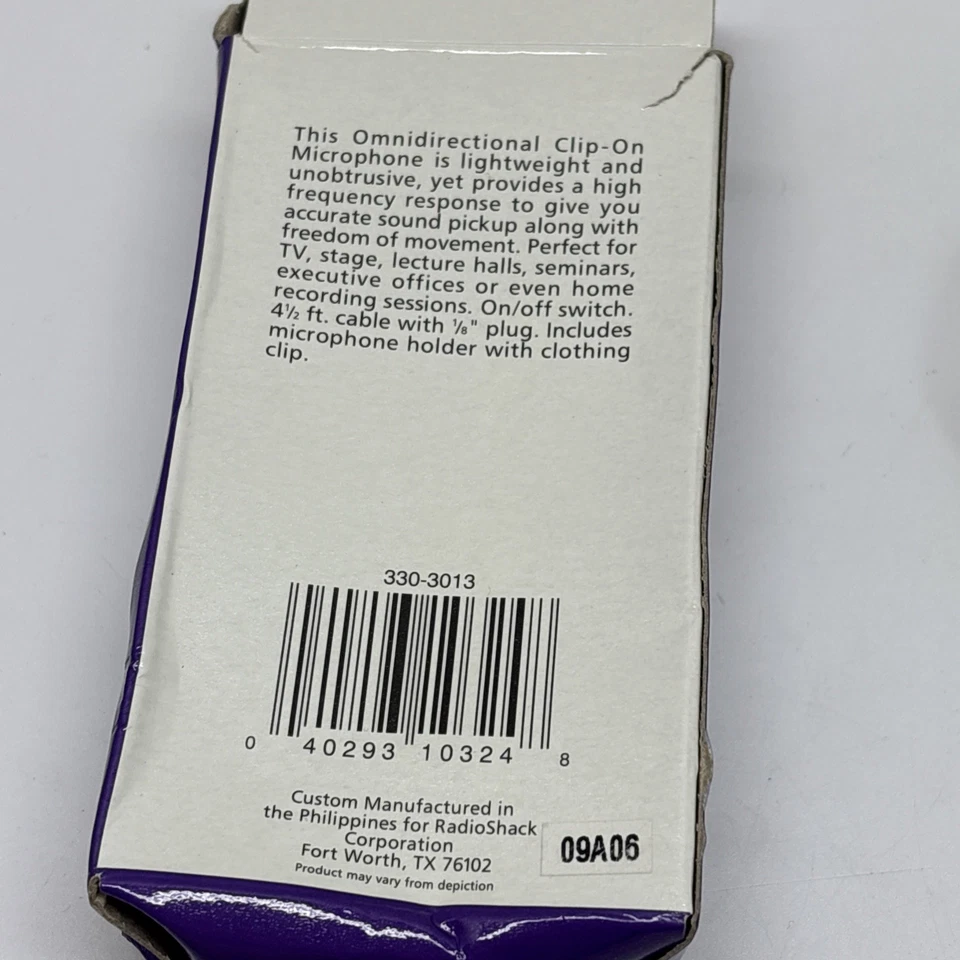 This Omnidirectional Clip-On
Microphone is lightweight and
unobtrusive, yet provides a high
frequency response to give you
accurate sound pickup along with
freedom of movement. Perfect for
TV, stage, lecture halls, seminars,
executive offices or even home
recording sessions. On/off switch.
4½ ft. cable with ⅛" plug. Includes
microphone holder with clothing
clip.
330-3013
0 40293 10324 8
Custom Manufactured in
the Philippines for RadioShack
Corporation
Fort Worth, TX 76102
Product may vary from depiction
09A06